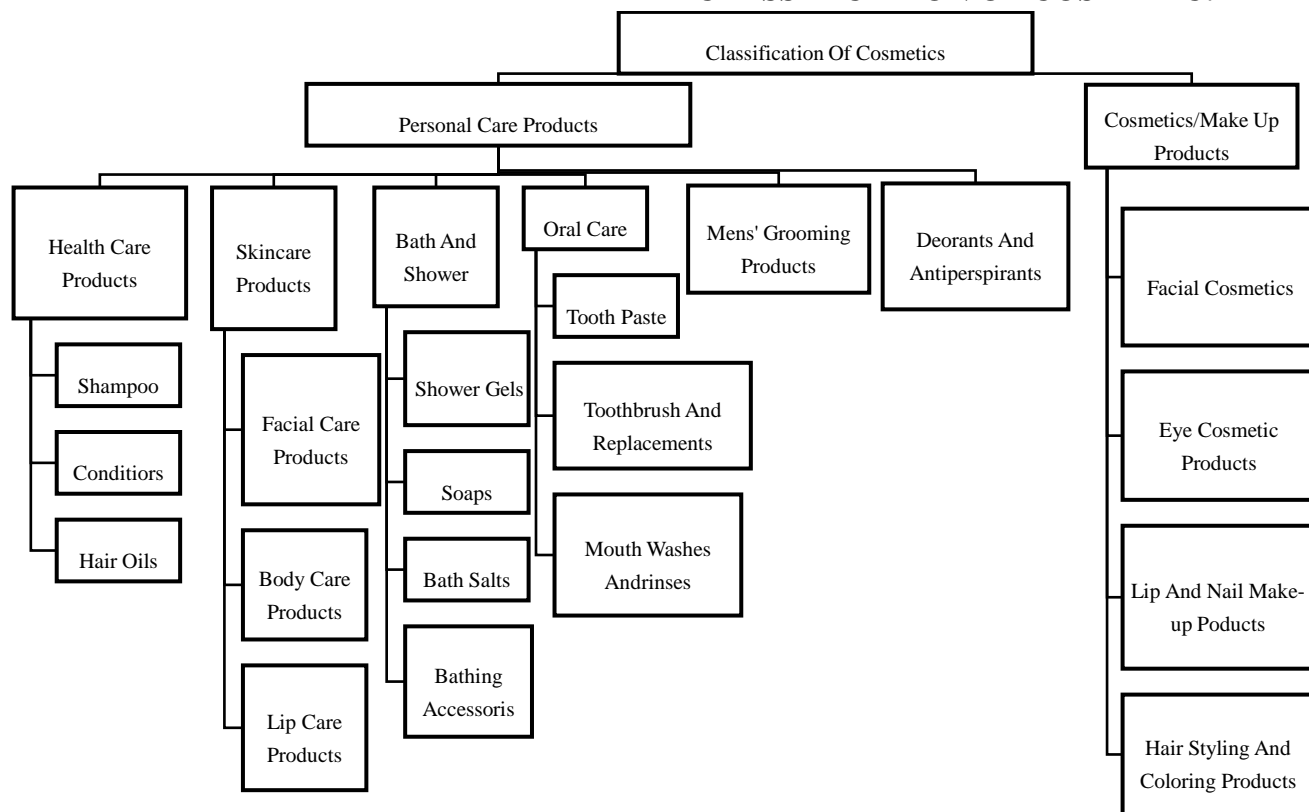 Classification Of Cosmetics
Personal Care Products
Cosmetics/Make Up
Products
Health Care
Products
Shampoo
Conditiors
Hair Oils
Skincare
Products
Facial Care
Products
Body Care
Products
Lip Care
Products
Bath And
Shower
Shower Gels
Soaps
Bath Salts
Bathing
Accessoris
Oral Care
Tooth Paste
Toothbrush And
Replacements
Mouth Washes
Andrinses
Mens' Grooming
Products
Deorants And
Antiperspirants
Facial Cosmetics
Eye Cosmetic
Products
Lip And Nail Make-
up Poducts
Hair Styling And
Coloring Products